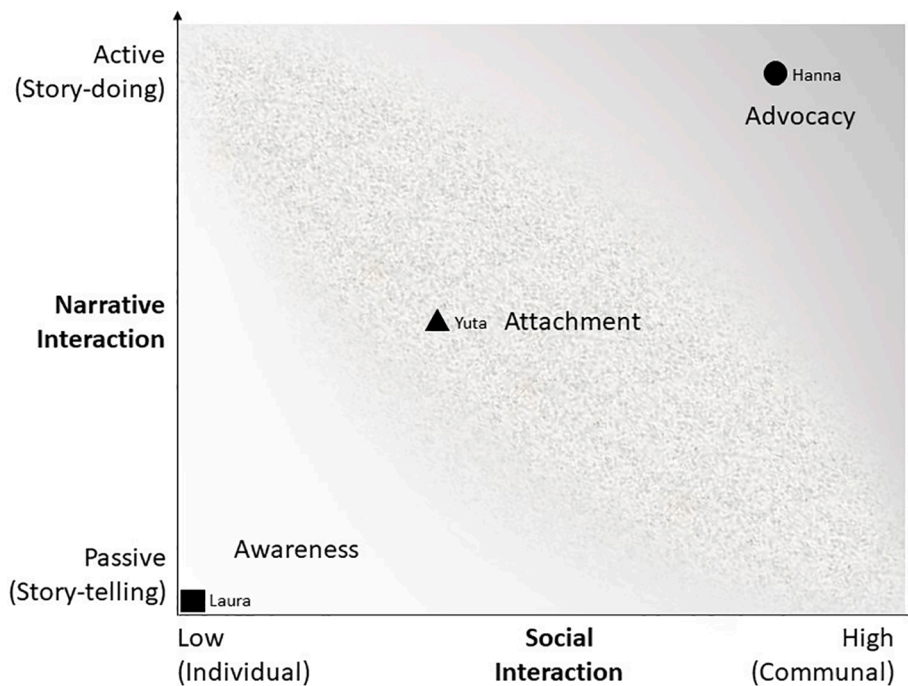 Active
(Story-doing)
Hanna
Advocacy
Narrative
Interaction
Yuta
Attachment
Awareness
Passive
(Story-telling)
Laura
Low
(Individual)
Social
Interaction
High
(Communal)